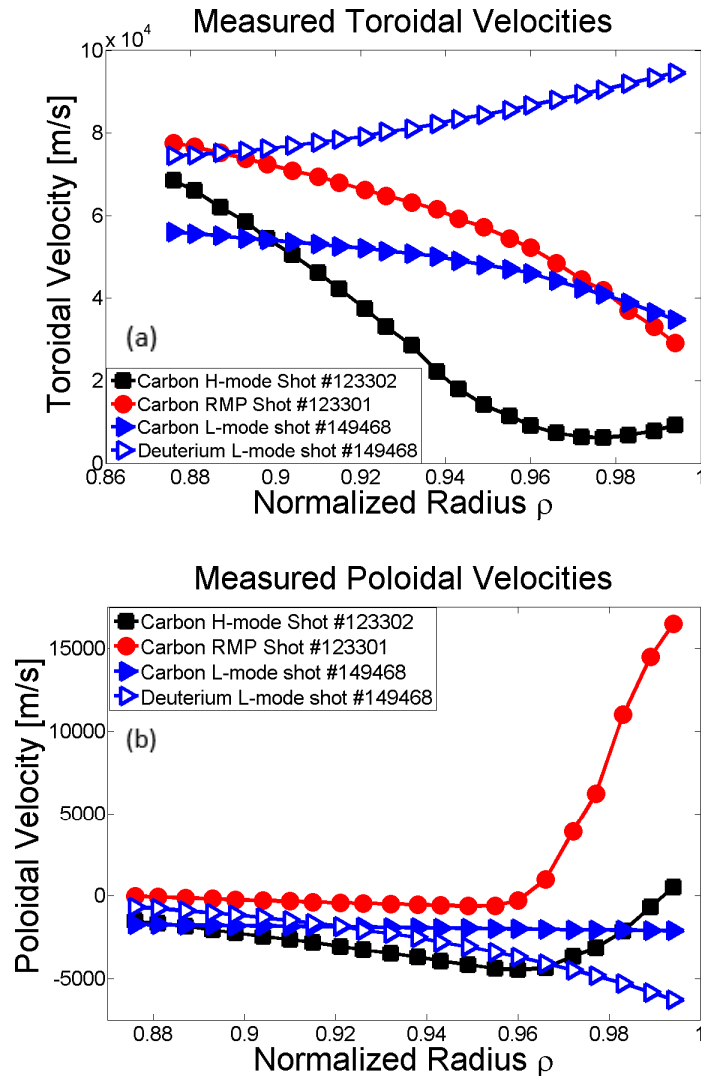 Measured Toroidal Velocities
10 x 10^4
8
6
4
2
0
Toroidal Velocity [m/s]
(a)
Carbon H-mode Shot #123302
Carbon RMP Shot #123301
Carbon L-mode shot #149468
Deuterium L-mode shot #149468
0.86 0.88 0.9 0.92 0.94 0.96 0.98 1
Normalized Radius ρ
Measured Poloidal Velocities
Carbon H-mode Shot #123302
Carbon RMP Shot #123301
Carbon L-mode shot #149468
Deuterium L-mode shot #149468
(b)
15000
10000
5000
0
-5000
Poloidal Velocity [m/s]
0.88 0.9 0.92 0.94 0.96 0.98 1
Normalized Radius ρ